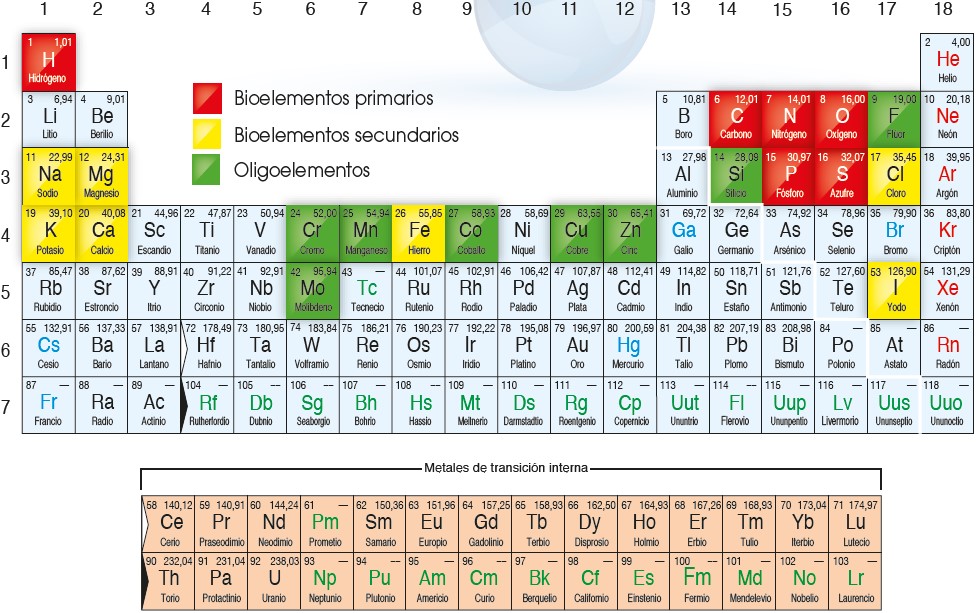 1 2 3 4 5 6 7 8 9 10 11 12 13 14 15 16 17 18
1 1,01 2 4,00
1 H He
Hidrógeno Helio
Bioelementos primarios
Bioelementos secundarios
Oligoelementos
3 6,94 4 9,01 5 10,81 6 12,01 7 14,01 8 16,00 9 19,00 10 20,18
2 Li Be B C N O F Ne
Litio Berilio Boro Carbono Nitrógeno Oxígeno Flúor Neón
11 22,99 12 24,31 13 27,98 14 28,09 15 30,97 16 32,07 17 35,45 18 39,95
3 Na Mg Al Si P S Cl Ar
Sodio Magnesio Aluminio Silicio Fósforo Azufre Cloro Argón
19 39,10 20 40,08 21 44,96 22 47,87 23 50,94 24 52,00 25 54,94 26 55,85 27 58,93 28 58,69 29 63,55 30 65,41 31 69,72 32 72,64 33 74,92 34 78,96 35 79,90 36 83,80
4 K Ca Sc Ti V Cr Mn Fe Co Ni Cu Zn Ga Ge As Se Br Kr
Potasio Calcio Escandio Titanio Vanadio Cromo Manganeso Hierro Cobalto Níquel Cobre Cinc Galio Germanio Arsénico Selenio Bromo Criptón
37 85,47 38 87,62 39 88,91 40 91,22 41 92,91 42 95,94 43 — 44 101,07 45 102,91 46 106,42 47 107,87 48 112,41 49 114,82 50 118,71 51 121,76 52 127,60 53 126,90 54 131,29
5 Rb Sr Y Zr Nb Mo Tc Ru Rh Pd Ag Cd In Sn Sb Te I Xe
Rubidio Estroncio Ytrio Zirconio Niobio Molibdeno Tecnecio Rutenio Rodio Paladio Plata Cadmio Indio Estaño Antimonio Teluro Yodo Xenón
55 132,91 56 137,33 57 138,91 72 178,49 73 180,95 74 183,84 75 186,21 76 190,23 77 192,22 78 195,08 79 196,97 80 200,59 81 204,38 82 207,19 83 208,98 84 — 85 — 86 —
6 Cs Ba La Hf Ta W Re Os Ir Pt Au Hg Tl Pb Bi Po At Rn
Cesio Bario Lantano Hafnio Tantalio Volframio Renio Osmio Iridio Platino Oro Mercurio Talio Plomo Bismuto Polonio Astato Radón
87 — 88 — 89 — 104 — 105 — 106 — 107 — 108 — 109 — 110 — 111 — 112 — 113 — 114 — 115 — 116 — 117 — 118 —
7 Fr Ra Ac Rf Db Sg Bh Hs Mt Ds Rg Cp Uut Fl Uup Lv Uus Uuo
Francio Radio Actinio Rutherfordio Dubnio Seaborgio Bohrio Hassio Meitnerio Darmstadtio Roentgenio Copernicio Ununtrio Flerovio Ununpentio Livermorio Ununseptio Ununoctio
Metales de transición interna
58 140,12 59 140,91 60 144,24 61 — 62 150,36 63 151,96 64 157,25 65 158,93 66 162,50 67 164,93 68 167,26 69 168,93 70 173,04 71 174,97
Ce Pr Nd Pm Sm Eu Gd Tb Dy Ho Er Tm Yb Lu
Cerio Praseodimio Neodimio Prometio Samario Europio Gadolinio Terbio Disprosio Holmio Erbio Tulio Iterbio Lutecio
90 232,04 91 231,04 92 238,03 93 — 94 — 95 — 96 — 97 — 98 — 99 — 100 — 101 — 102 — 103 —
Th Pa U Np Pu Am Cm Bk Cf Es Fm Md No Lr
Torio Protactinio Uranio Neptunio Plutonio Americio Curio Berquelio Californio Einstenio Fermio Mendelevio Nobelio Laurencio